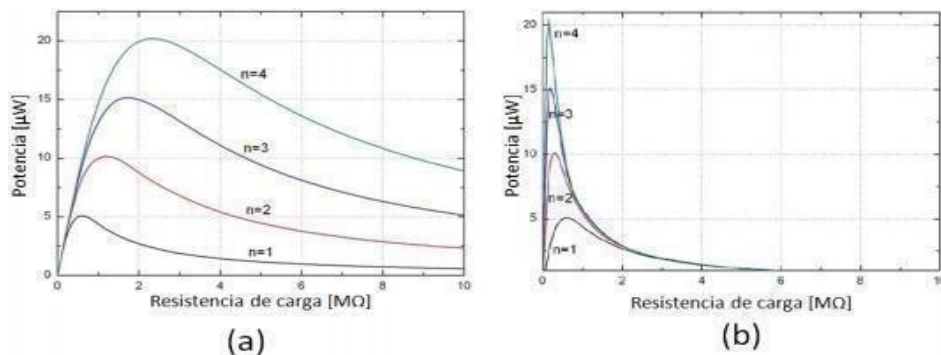 Potencia [µW]
20
15
10
5
0
n=4
n=3
n=2
n=1
0 2 4 6 8 10
Resistencia de carga [MΩ]
(a)
Potencia [µW]
20
15
10
5
n=4
n=3
n=2
n=1
0 2 4 6 8 10
Resistencia de carga [MΩ]
(b)